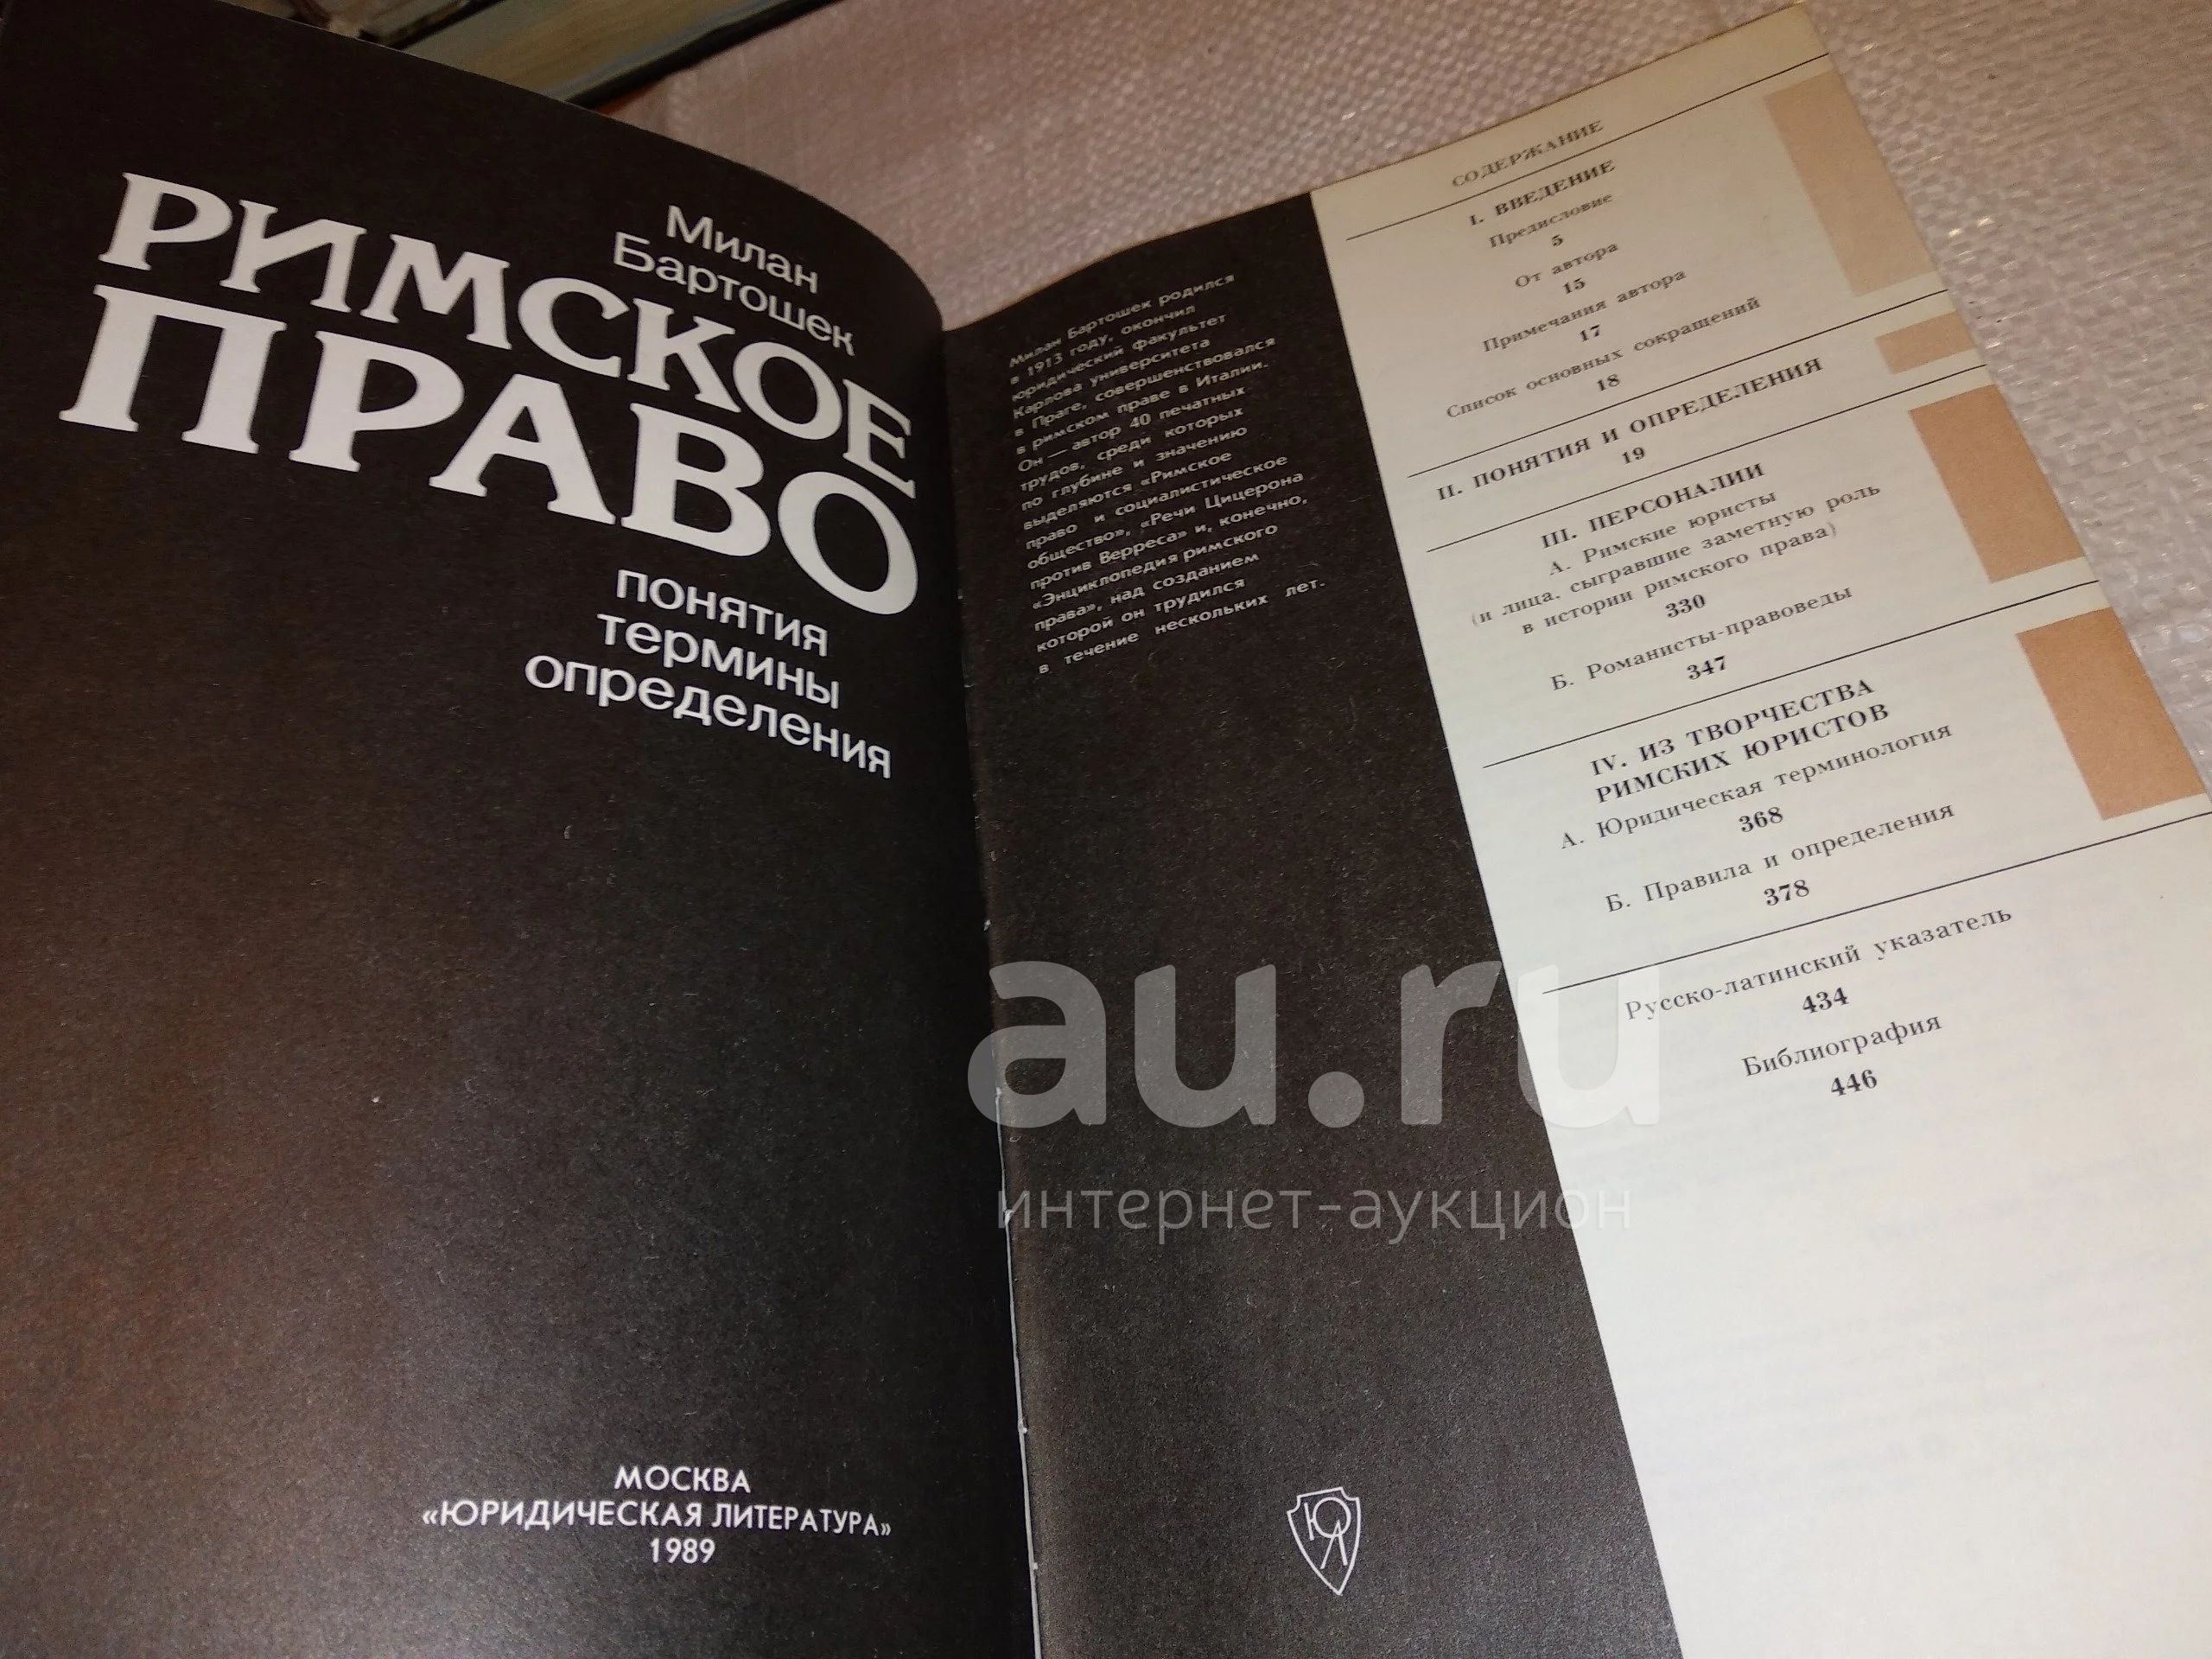 Милан
Бартошек
РИМСКОЕ
ПРАВО
понятия
термины
определения
МОСКВА
«ЮРИДИЧЕСКАЯ ЛИТЕРАТУРА»
1989
Милан Бартошек родился
в 1913 году, окончил
юридический факультет
Карлова университета
в Праге, совершенствовался
в римском праве в Италии.
Он — автор 40 печатных
трудов, среди которых
по глубине и значению
выделяются «Римское
право и социалистическое
общество», «Речи Цицерона
против Верреса» и, конечно,
«Энциклопедия римского
права», над созданием
которой он трудился
в течение нескольких лет.
ЮЛ
СОДЕРЖАНИЕ
I. ВВЕДЕНИЕ
Предисловие
5
От автора
15
Примечания автора
17
Список основных сокращений
18
II. ПОНЯТИЯ И ОПРЕДЕЛЕНИЯ
19
III. ПЕРСОНАЛИИ
А. Римские юристы
(и лица, сыгравшие заметную роль
в истории римского права)
330
Б. Романисты-правоведы
347
IV. ИЗ ТВОРЧЕСТВА
РИМСКИХ ЮРИСТОВ
А. Юридическая терминология
368
Б. Правила и определения
378
Русско-латинский указатель
434
Библиография
446
au.ru
интернет-аукцион